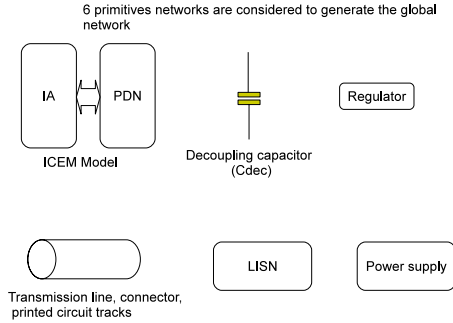 6 primitives networks are considered to generate the global
network
IA
PDN
Regulator
ICEM Model
Decoupling capacitor
(Cdec)
LISN
Power supply
Transmission line, connector,
printed circuit tracks